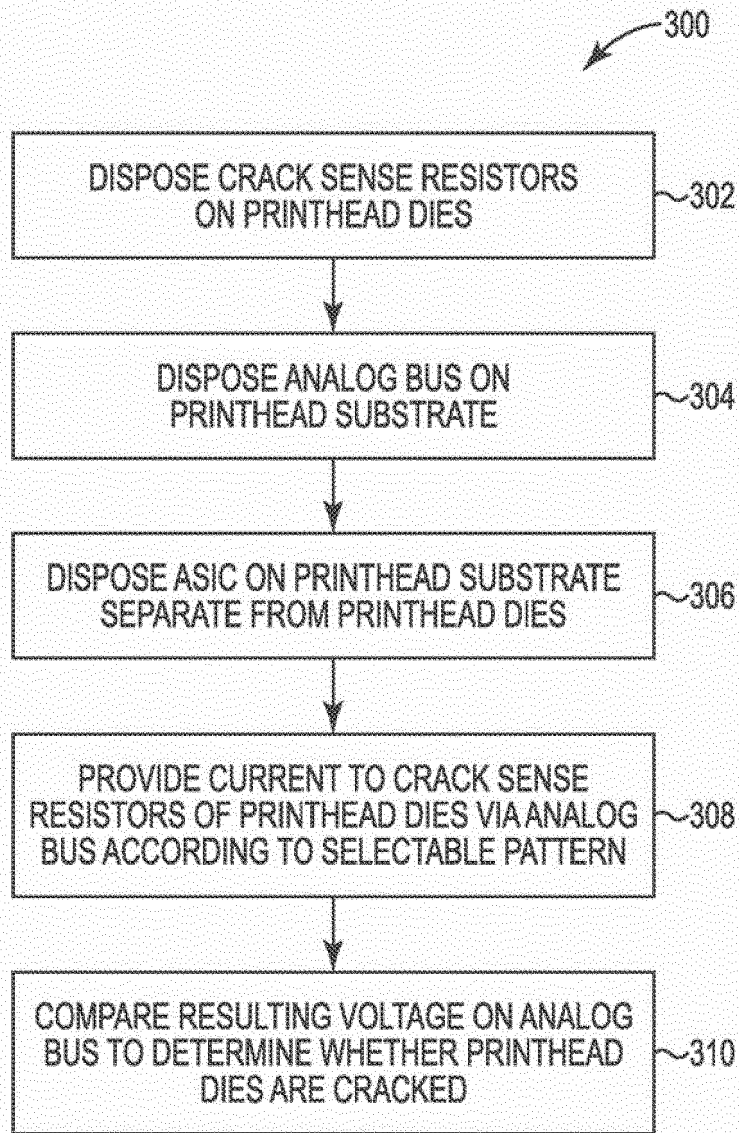 300
DISPOSE CRACK SENSE RESISTORS
ON PRINTHEAD DIES
302
DISPOSE ANALOG BUS ON
PRINTHEAD SUBSTRATE
304
DISPOSE ASIC ON PRINTHEAD SUBSTRATE
SEPARATE FROM PRINTHEAD DIES
306
PROVIDE CURRENT TO CRACK SENSE
RESISTORS OF PRINTHEAD DIES VIA ANALOG
BUS ACCORDING TO SELECTABLE PATTERN
308
COMPARE RESULTING VOLTAGE ON ANALOG
BUS TO DETERMINE WHETHER PRINTHEAD
DIES ARE CRACKED
310